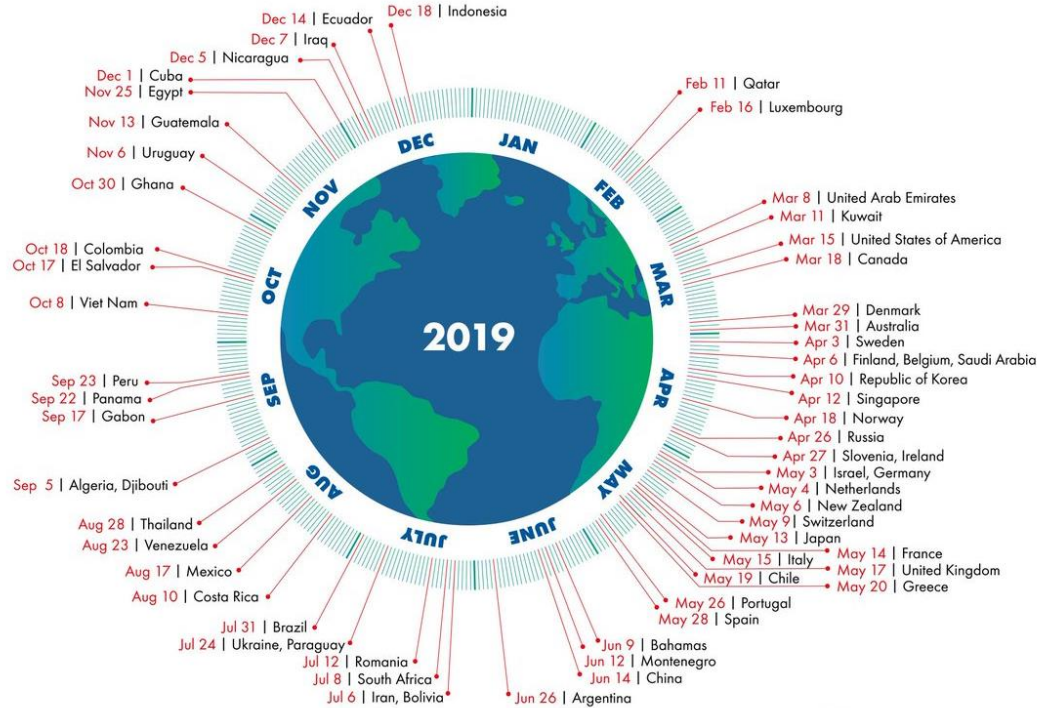 Dec 18 | Indonesia
Dec 14 | Ecuador
Dec 7 | Iraq
Dec 5 | Nicaragua
Dec 1 | Cuba
Nov 25 | Egypt
Nov 13 | Guatemala
Nov 6 | Uruguay
Oct 30 | Ghana
Oct 18 | Colombia
Oct 17 | El Salvador
Oct 8 | Viet Nam
Sep 23 | Peru
Sep 22 | Panama
Sep 17 | Gabon
Sep 5 | Algeria, Djibouti
Aug 28 | Thailand
Aug 23 | Venezuela
Aug 17 | Mexico
Aug 10 | Costa Rica
Jul 31 | Brazil
Jul 24 | Ukraine, Paraguay
Jul 12 | Romania
Jul 8 | South Africa
Jul 6 | Iran, Bolivia
Feb 11 | Qatar
Feb 16 | Luxembourg
Mar 8 | United Arab Emirates
Mar 11 | Kuwait
Mar 15 | United States of America
Mar 18 | Canada
Mar 29 | Denmark
Mar 31 | Australia
Apr 3 | Sweden
Apr 6 | Finland, Belgium, Saudi Arabia
Apr 10 | Republic of Korea
Apr 12 | Singapore
Apr 18 | Norway
Apr 26 | Russia
Apr 27 | Slovenia, Ireland
May 3 | Israel, Germany
May 4 | Netherlands
May 6 | New Zealand
May 9 | Switzerland
May 13 | Japan
May 14 | France
May 15 | Italy
May 17 | United Kingdom
May 19 | Chile
May 20 | Greece
May 26 | Portugal
May 28 | Spain
Jun 9 | Bahamas
Jun 12 | Montenegro
Jun 14 | China
Jun 26 | Argentina
JAN
FEB
MAR
APR
MAY
JUNE
JULY
AUG
SEP
OCT
NOV
DEC
2019